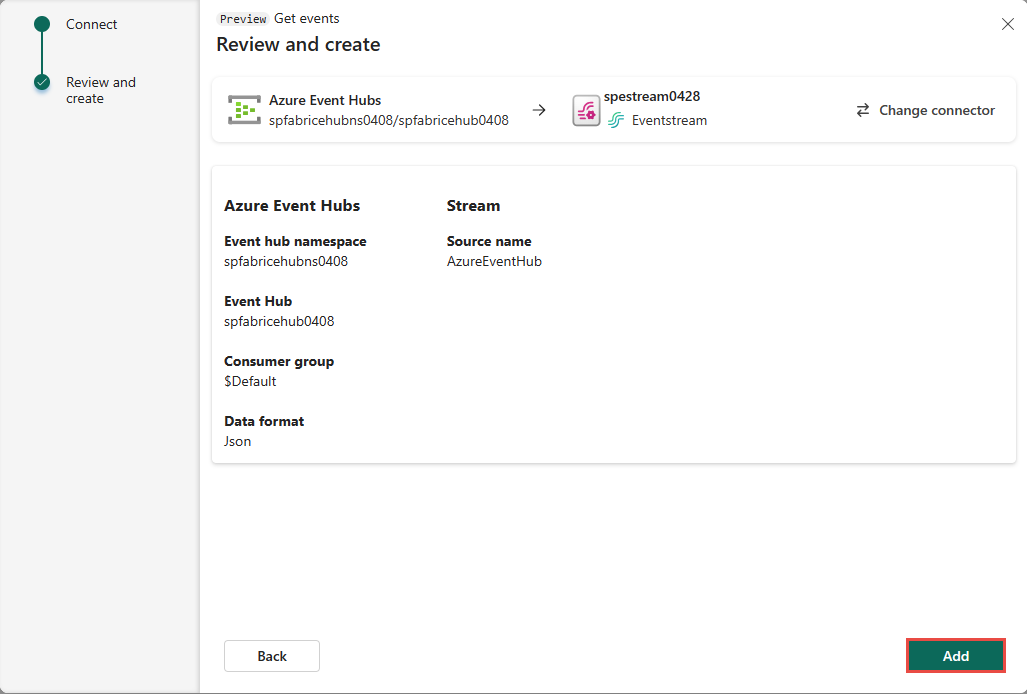 Connect
Review and
create
Preview Get events
Review and create
Azure Event Hubs
spfabricehubns0408/spfabricehub0408
spestream0428
Eventstream
Change connector
Azure Event Hubs
Event hub namespace
spfabricehubns0408
Event Hub
spfabricehub0408
Consumer group
$Default
Data format
Json
Stream
Source name
AzureEventHub
Back
Add